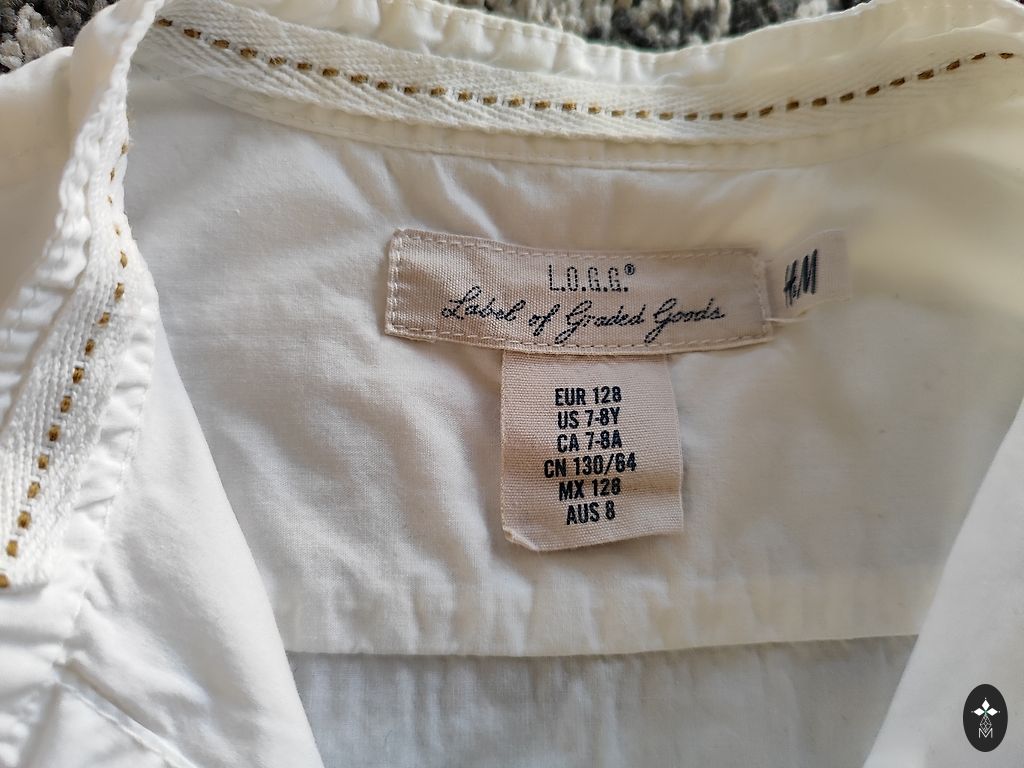 L.O.G.G.®
Label of Graded Goods
H&M
EUR 128
US 7-8Y
CA 7-8A
CN 130/64
MX 128
AUS 8
M